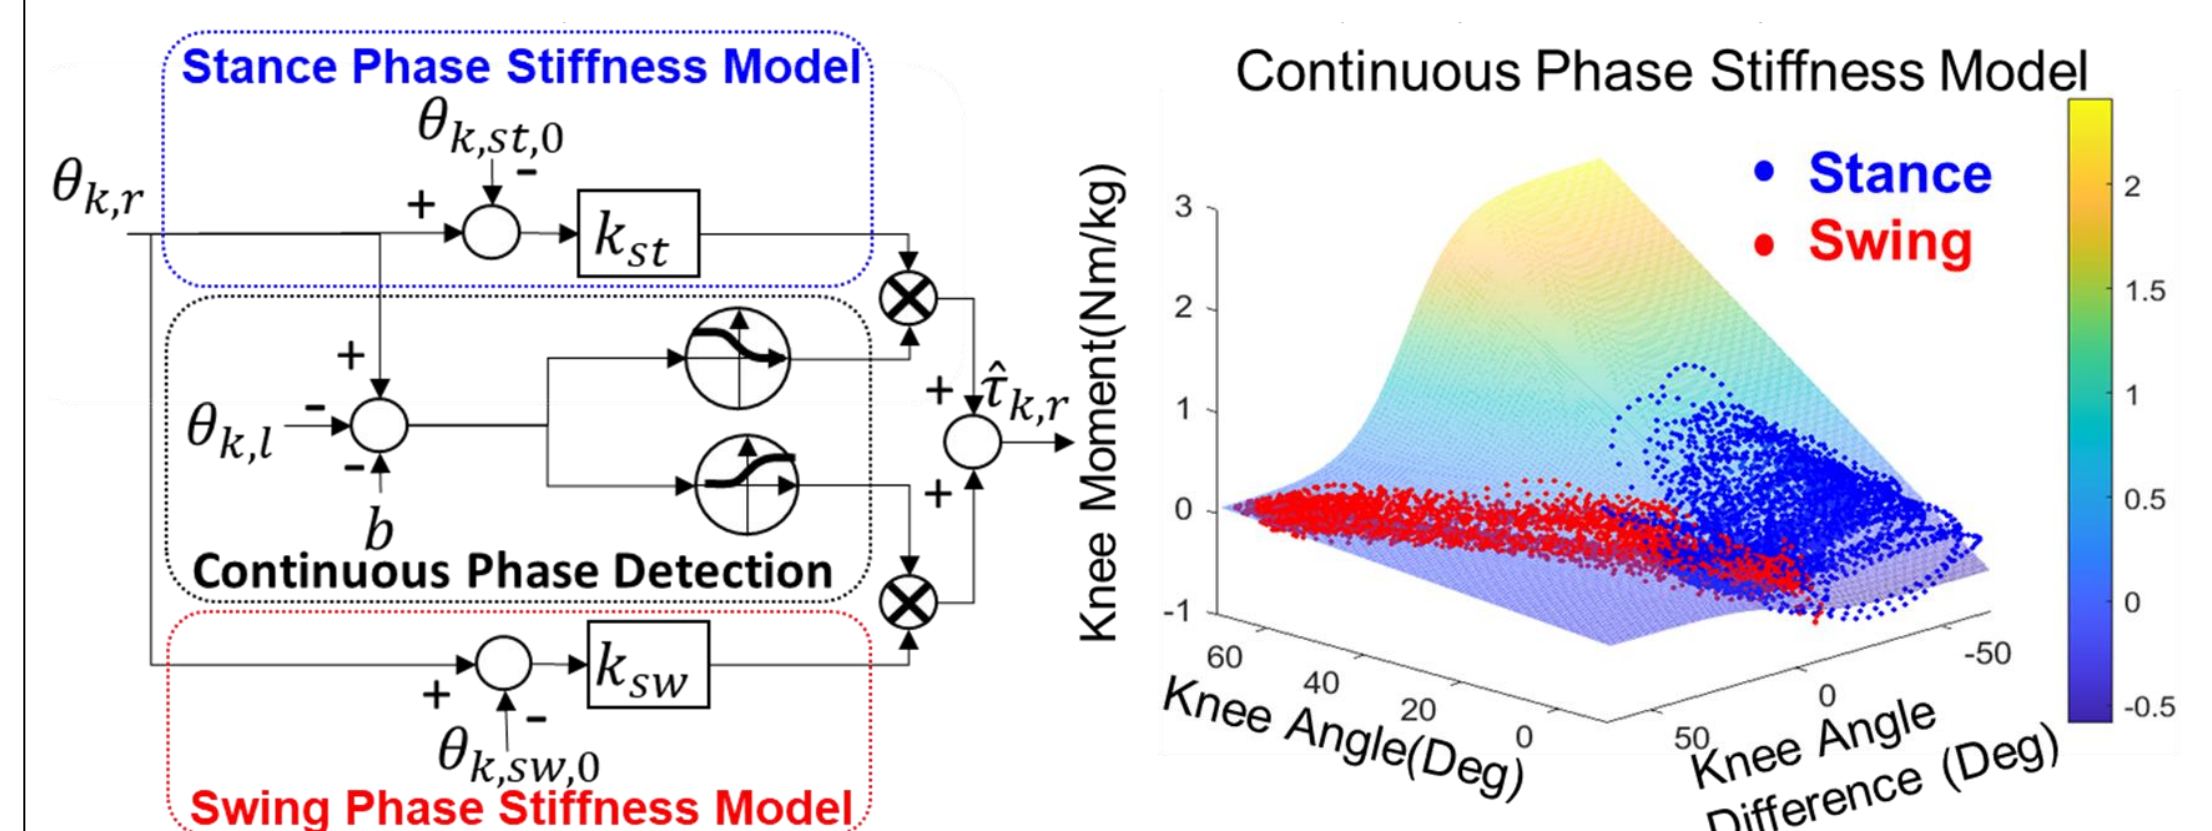 Stance Phase Stiffness Model
θk,st,0
θk,r
+
-
kst
+
-
θk,l
-
b
Continuous Phase Detection
+
τ̂k,r
+
ksw
+
-
θk,sw,0
Swing Phase Stiffness Model
Continuous Phase Stiffness Model
Stance
Swing
Knee Moment(Nm/kg)
3
2
1
0
-1
60
40
20
0
Knee Angle(Deg)
50
0
-50
Knee Angle
Difference (Deg)
2
1.5
1
0.5
0
-0.5